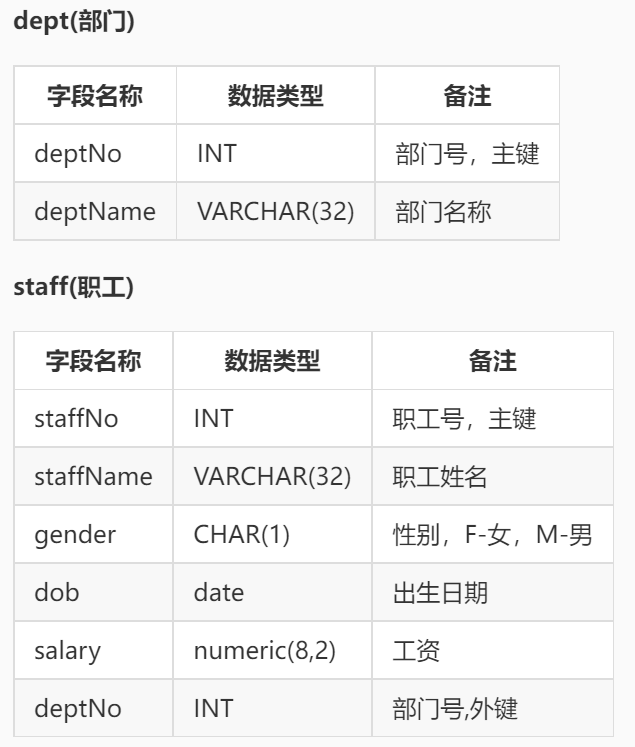 dept(部门)
字段名称 数据类型 备注
deptNo INT 部门号，主键
deptName VARCHAR(32) 部门名称
staff(职工)
字段名称 数据类型 备注
staffNo INT 职工号，主键
staffName VARCHAR(32) 职工姓名
gender CHAR(1) 性别，F-女，M-男
dob date 出生日期
salary numeric(8,2) 工资
deptNo INT 部门号,外键